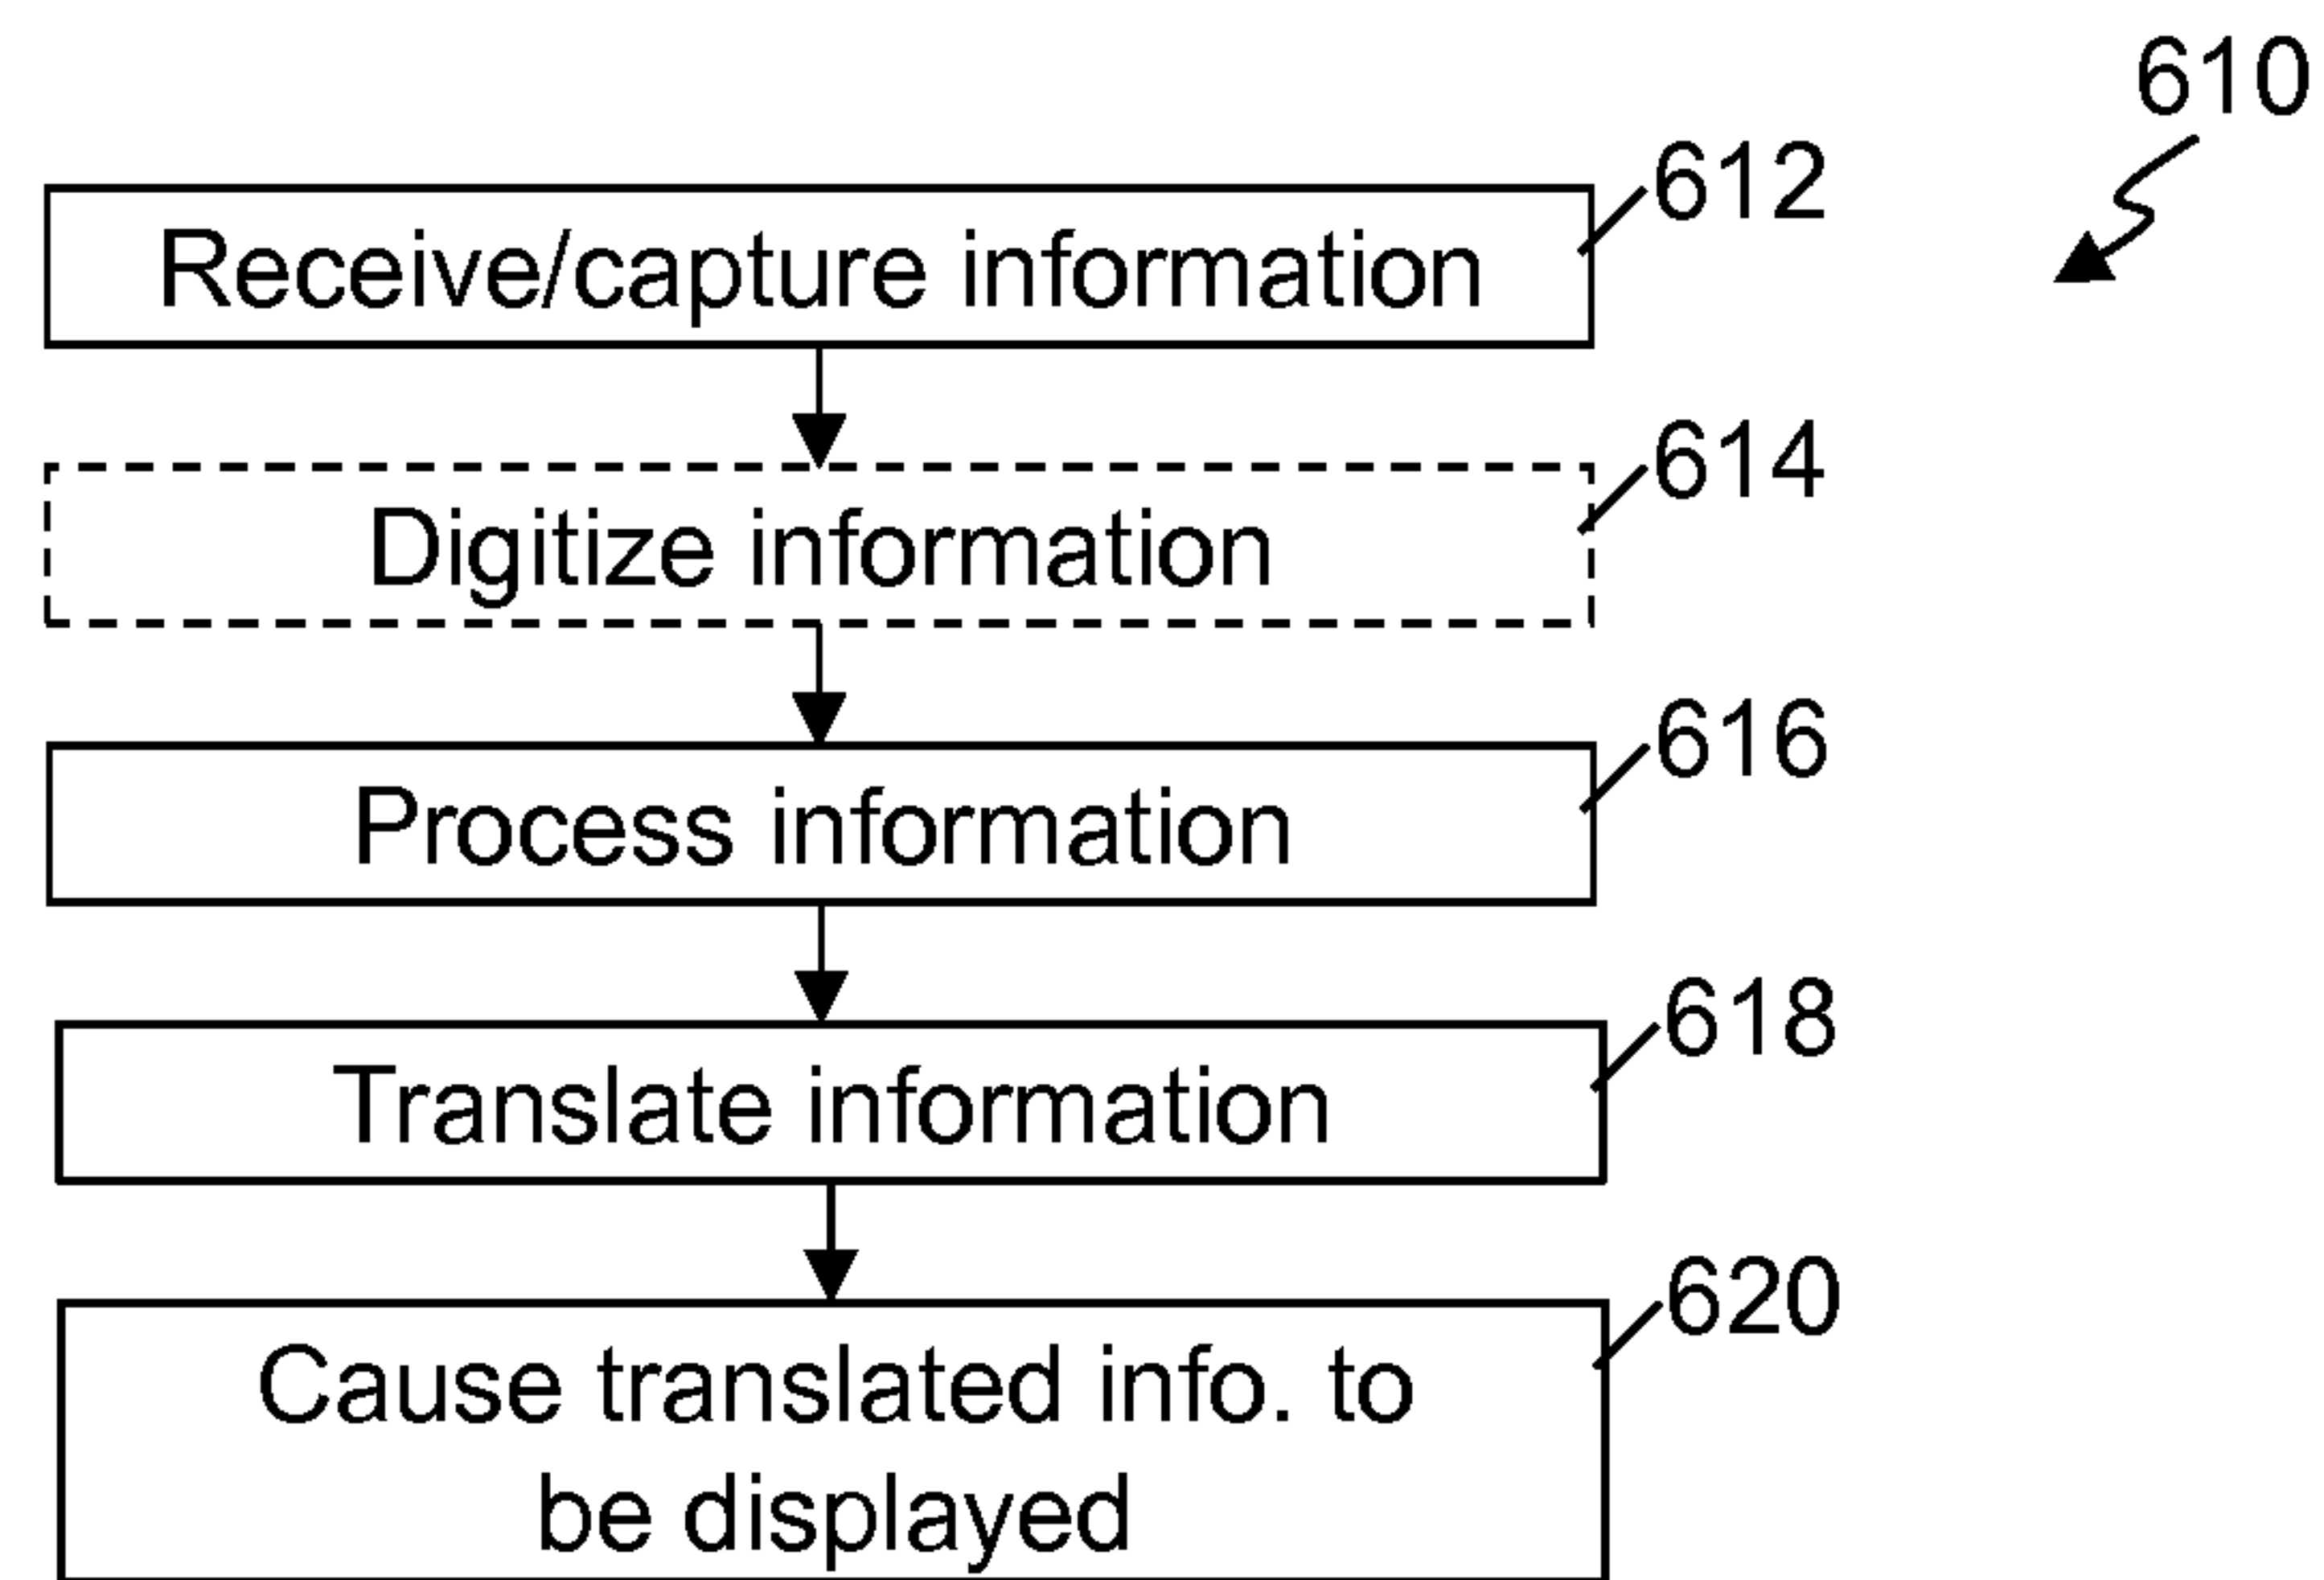 610
612
Receive/capture information
614
Digitize information
616
Process information
618
Translate information
620
Cause translated info. to
be displayed